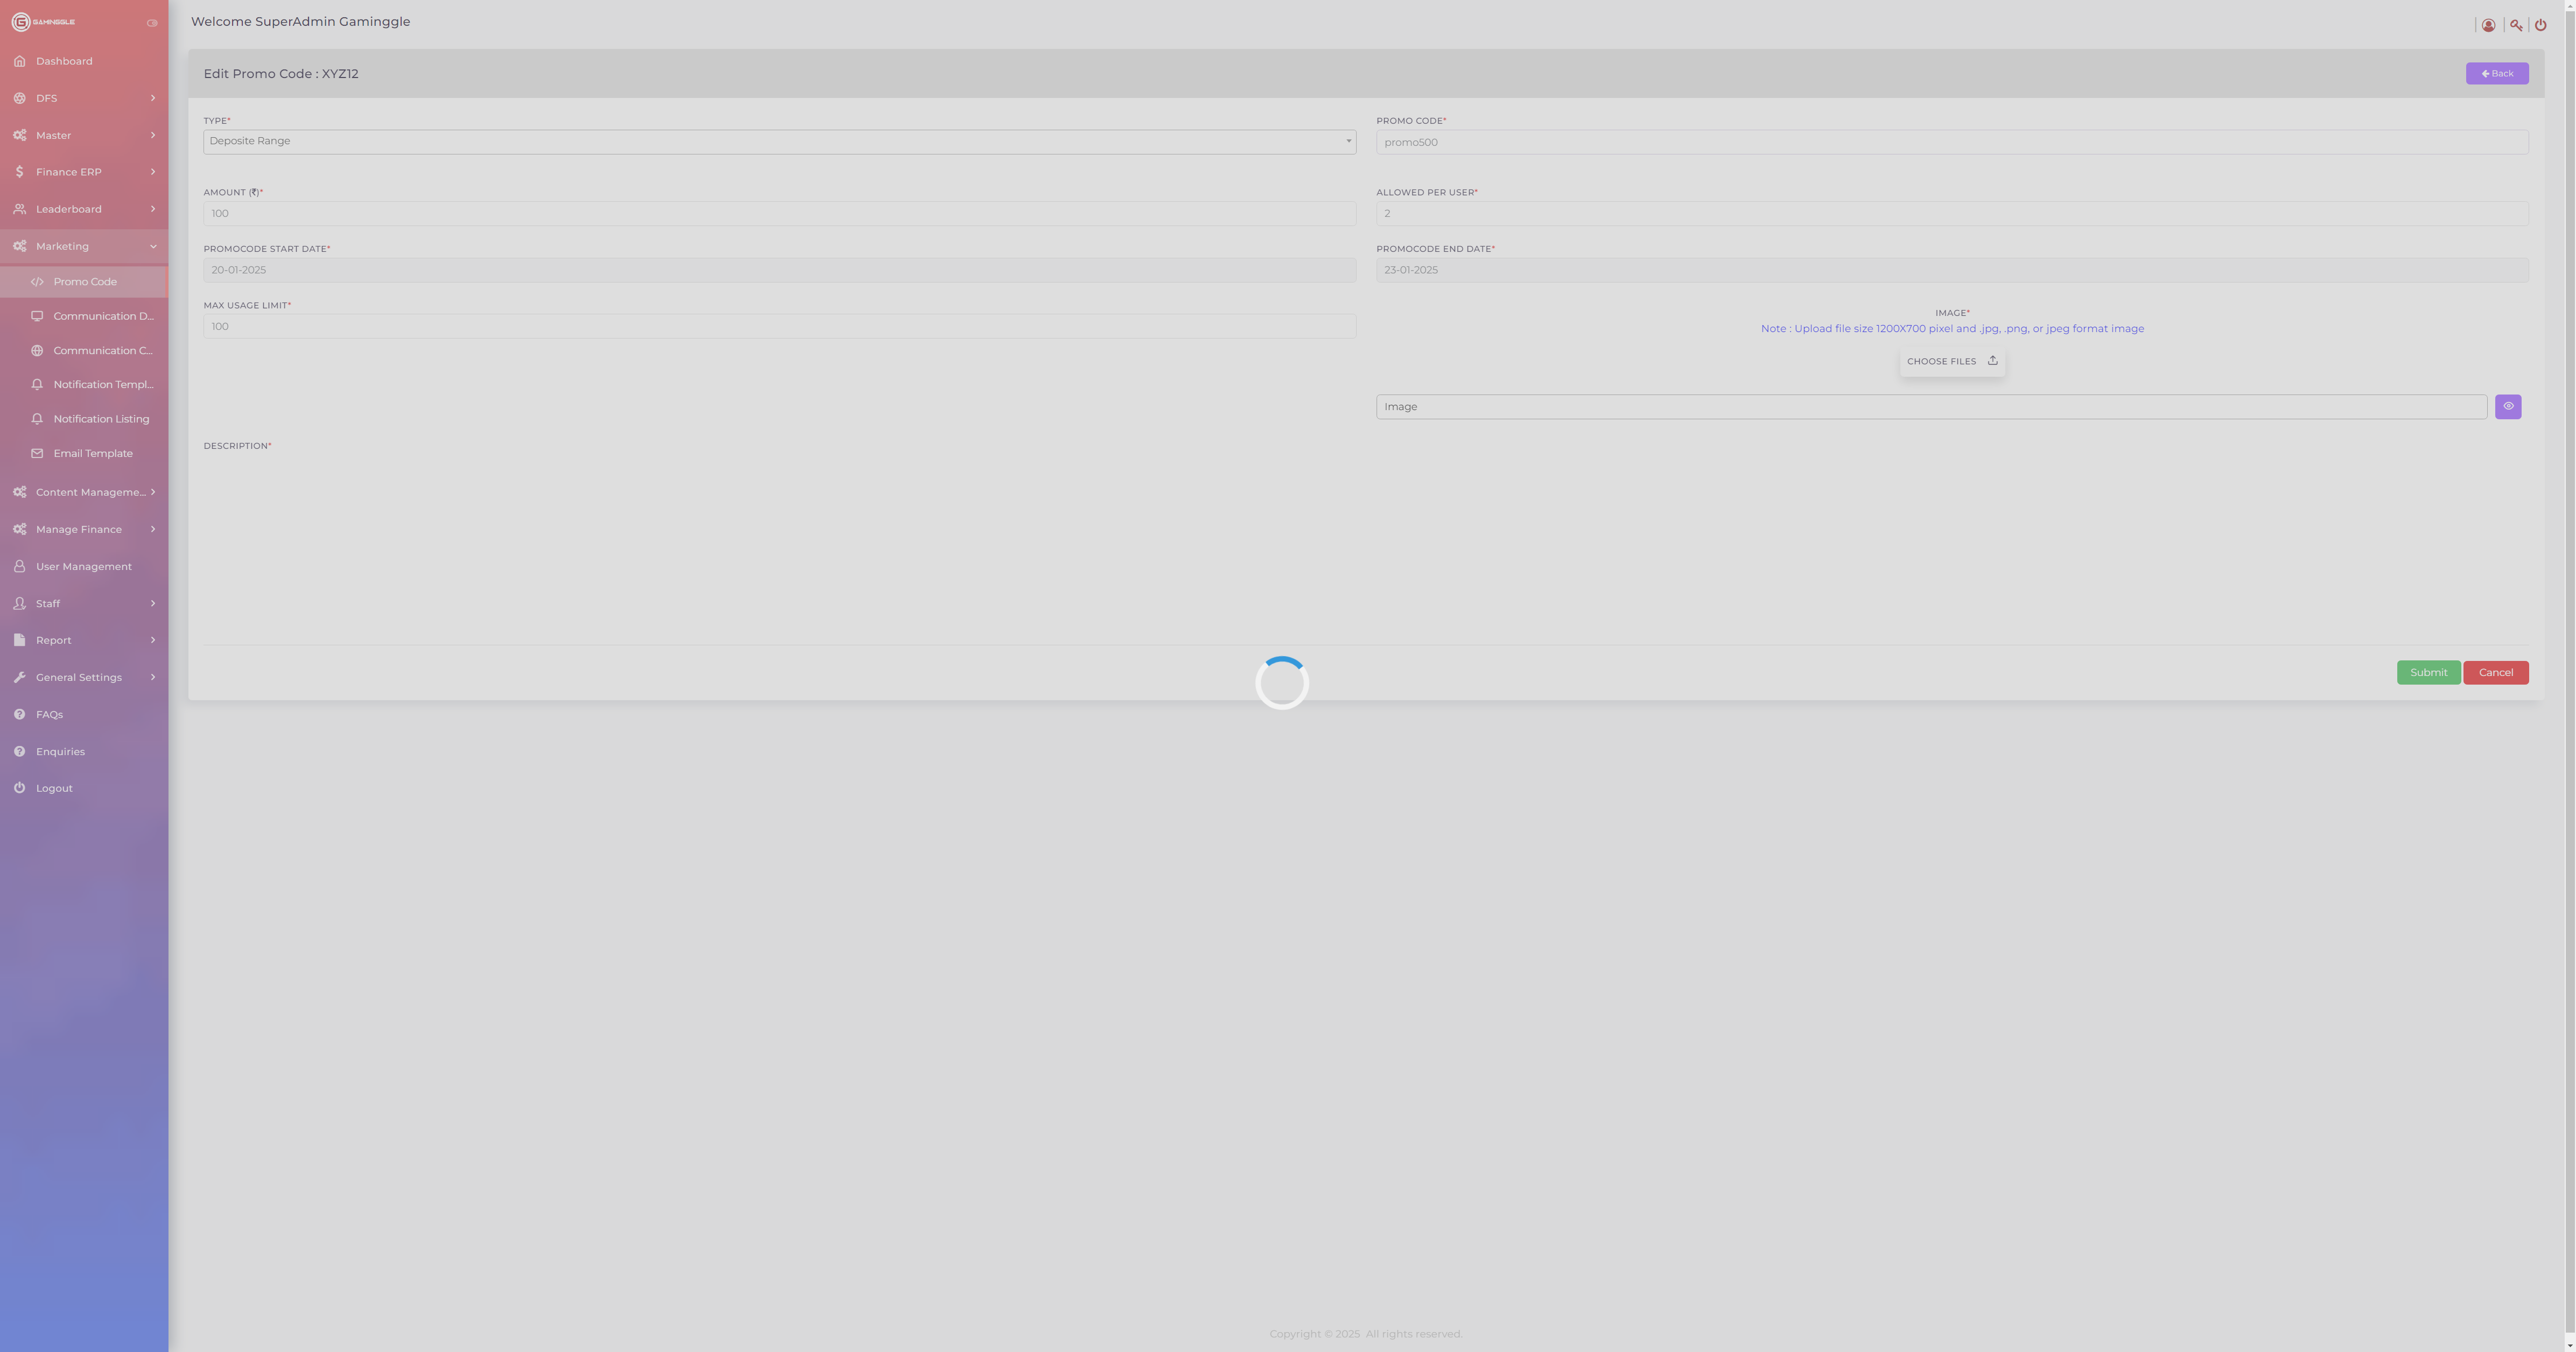 GAMINGGLE
Welcome SuperAdmin Gaminggle
Dashboard
DFS
Master
Finance ERP
Leaderboard
Marketing
Promo Code
Communication D...
Communication C...
Notification Templ...
Notification Listing
Email Template
Content Manageme...
Manage Finance
User Management
Staff
Report
General Settings
FAQs
Enquiries
Logout
Edit Promo Code : XYZ12
Back
TYPE*
Deposite Range
PROMO CODE*
promo500
AMOUNT (₹)*
100
ALLOWED PER USER*
2
PROMOCODE START DATE*
20-01-2025
PROMOCODE END DATE*
23-01-2025
MAX USAGE LIMIT*
100
IMAGE*
Note : Upload file size 1200X700 pixel and .jpg, .png, or jpeg format image
CHOOSE FILES
Image
DESCRIPTION*
Submit
Cancel
Copyright © 2025 All rights reserved.